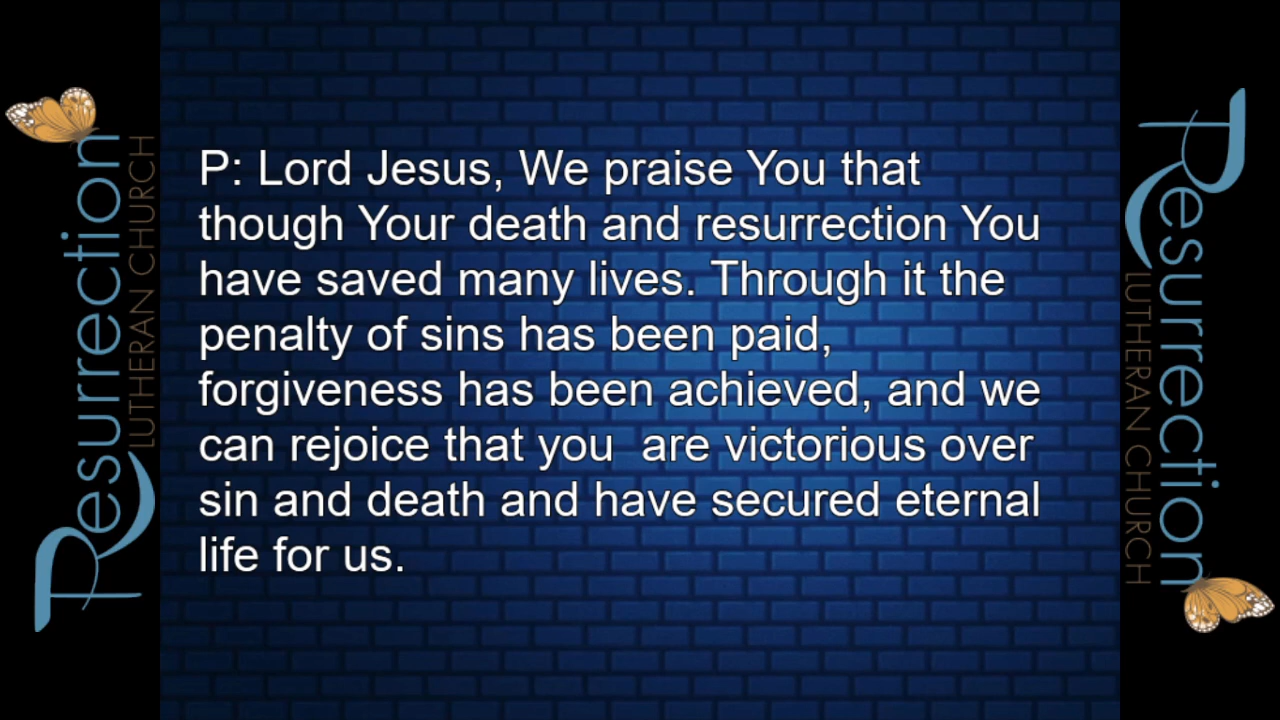 Resurrection
LUTHERAN CHURCH
P: Lord Jesus, We praise You that
though Your death and resurrection You
have saved many lives. Through it the
penalty of sins has been paid,
forgiveness has been achieved, and we
can rejoice that you  are victorious over
sin and death and have secured eternal
life for us.
Resurrection
LUTHERAN CHURCH